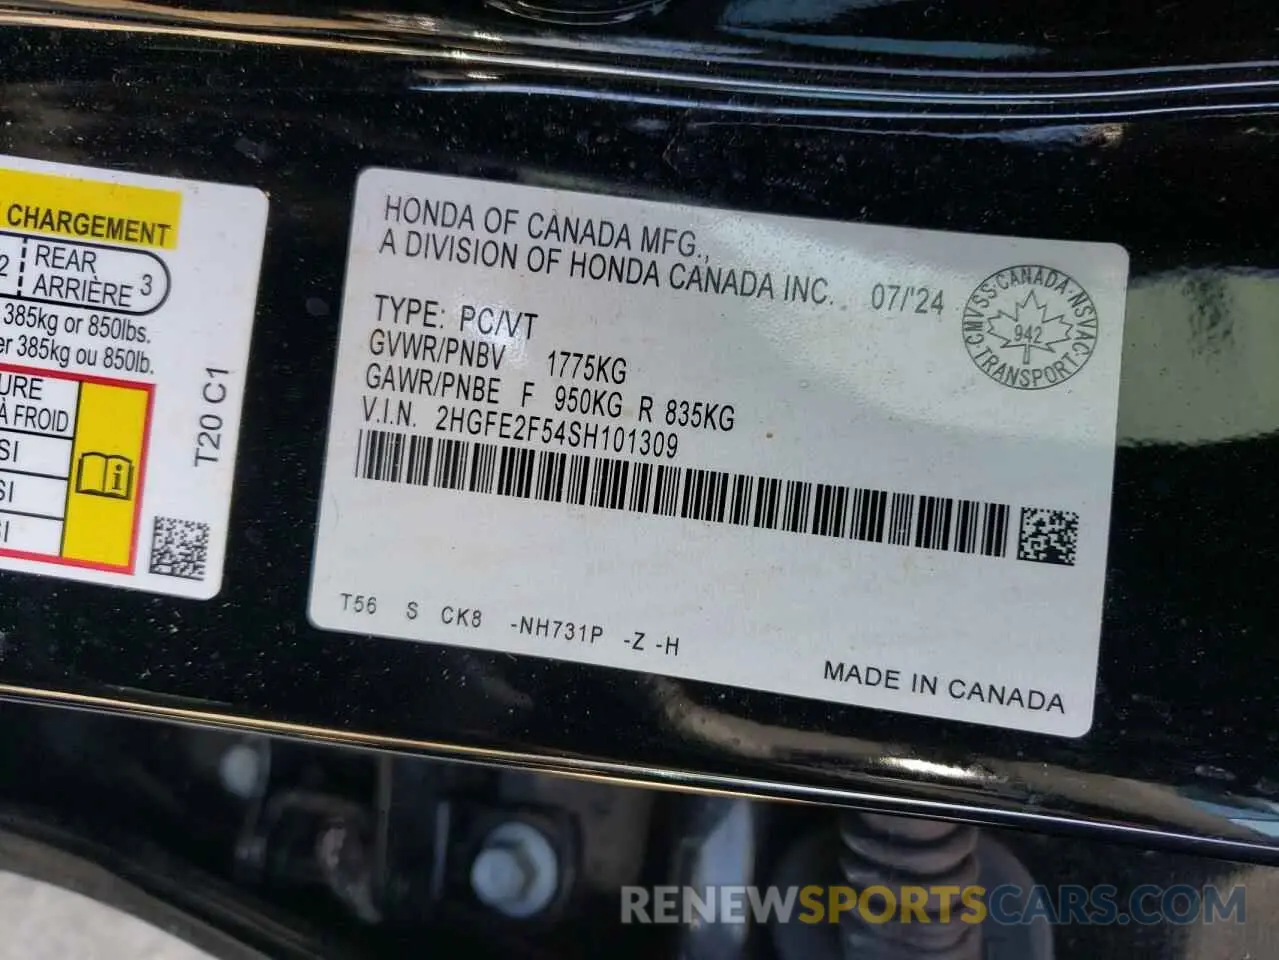 CHARGEMENT
2 REAR ARRIÈRE 3
385kg or 850lbs.
er 385kg ou 850lb.
URE
À FROID
SI
SI
SI
T20 C1
HONDA OF CANADA MFG.,
A DIVISION OF HONDA CANADA INC. 07/'24
CMVSS·CANADA·NSVAC
942
TRANSPORT
TYPE: PC/VT
GVWR/PNBV 1775KG
GAWR/PNBE F 950KG R 835KG
V.I.N. 2HGFE2F54SH101309
T56 S CK8 -NH731P -Z -H
MADE IN CANADA
RENEWSPORTSCARS.COM